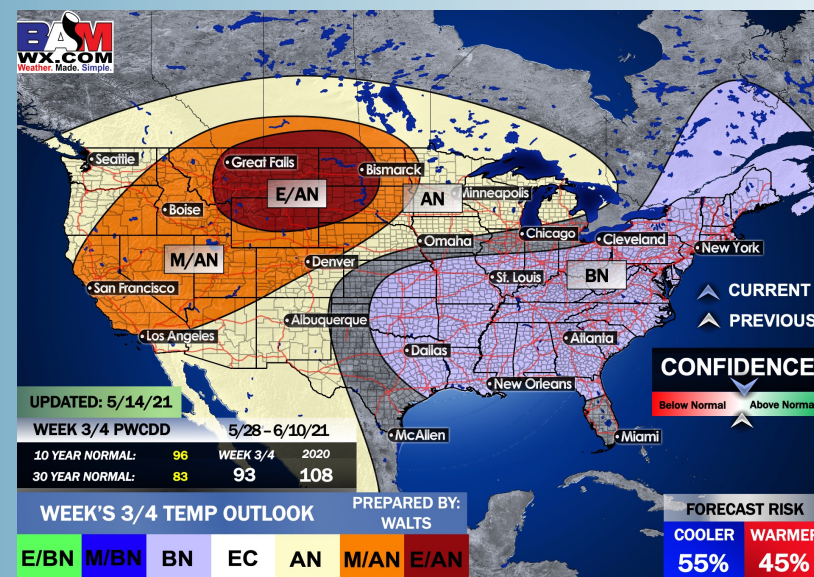 BAM
WX.COM
Weather. Made. Simple.
Seattle
Great Falls
Bismarck
E/AN
AN
Minneapolis
Boise
M/AN
Omaha
Chicago
Cleveland
New York
Denver
St. Louis
BN
San Francisco
CURRENT
PREVIOUS
Albuquerque
Los Angeles
Dallas
Atlanta
New Orleans
McAllen
Miami
CONFIDENCE
Below Normal
Above Norma
UPDATED: 5/14/21
WEEK 3/4 PWCDD 5/28 - 6/10/21
10 YEAR NORMAL: 96 WEEK 3/4 2020
30 YEAR NORMAL: 83 93 108
WEEK'S 3/4 TEMP OUTLOOK
PREPARED BY:
WALTS
E/BN M/BN BN EC AN M/AN E/AN
FORECAST RISK
COOLER WARMER
55% 45%